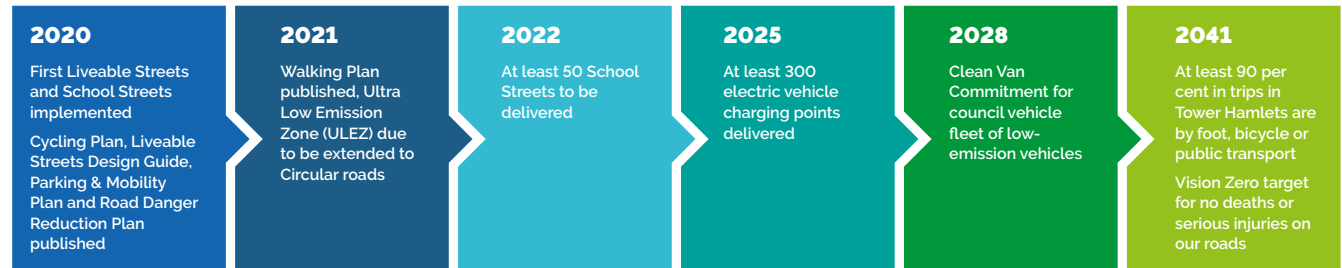 2020
First Liveable Streets
and School Streets
implemented
Cycling Plan, Liveable
Streets Design Guide,
Parking & Mobility
Plan and Road Danger
Reduction Plan
published
2021
Walking Plan
published, Ultra
Low Emission
Zone (ULEZ) due
to be extended to
Circular roads
2022
At least 50 School
Streets to be
delivered
2025
At least 300
electric vehicle
charging points
delivered
2028
Clean Van
Commitment for
council vehicle
fleet of low-
emission vehicles
2041
At least 90 per
cent in trips in
Tower Hamlets are
by foot, bicycle or
public transport
Vision Zero target
for no deaths or
serious injuries on
our roads